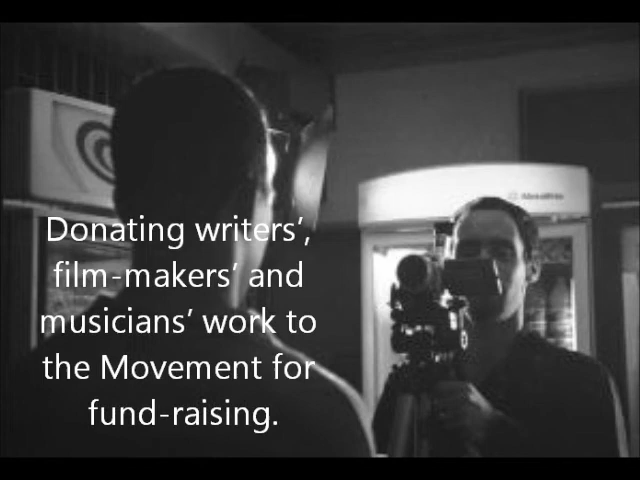 Donating writers’,
film-makers’ and
musicians’ work to
the Movement for
fund-raising.